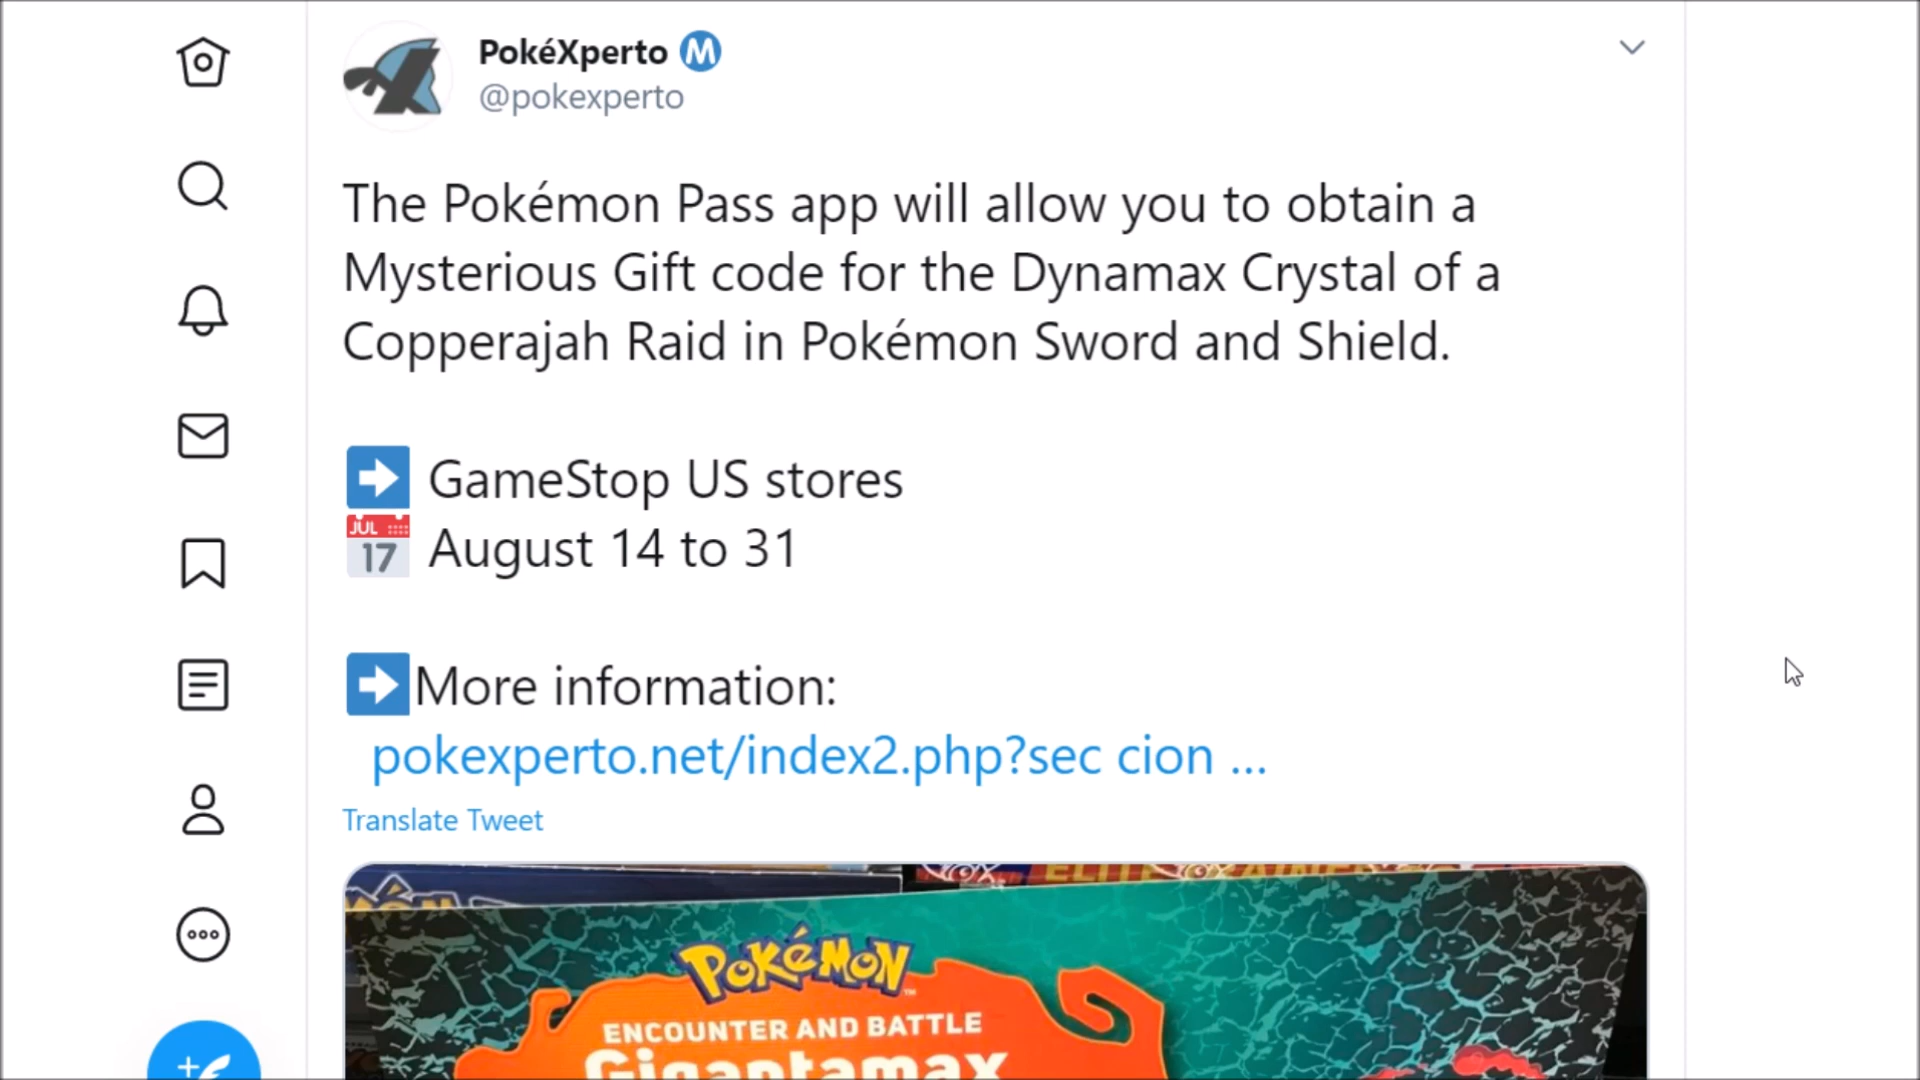 PokéXperto M
@pokexperto
The Pokémon Pass app will allow you to obtain a
Mysterious Gift code for the Dynamax Crystal of a
Copperajah Raid in Pokémon Sword and Shield.
GameStop US stores
JUL
17
August 14 to 31
More information:
pokexperto.net/index2.php?sec cion ...
Translate Tweet
POKéMON
ENCOUNTER AND BATTLE
Gigantamax